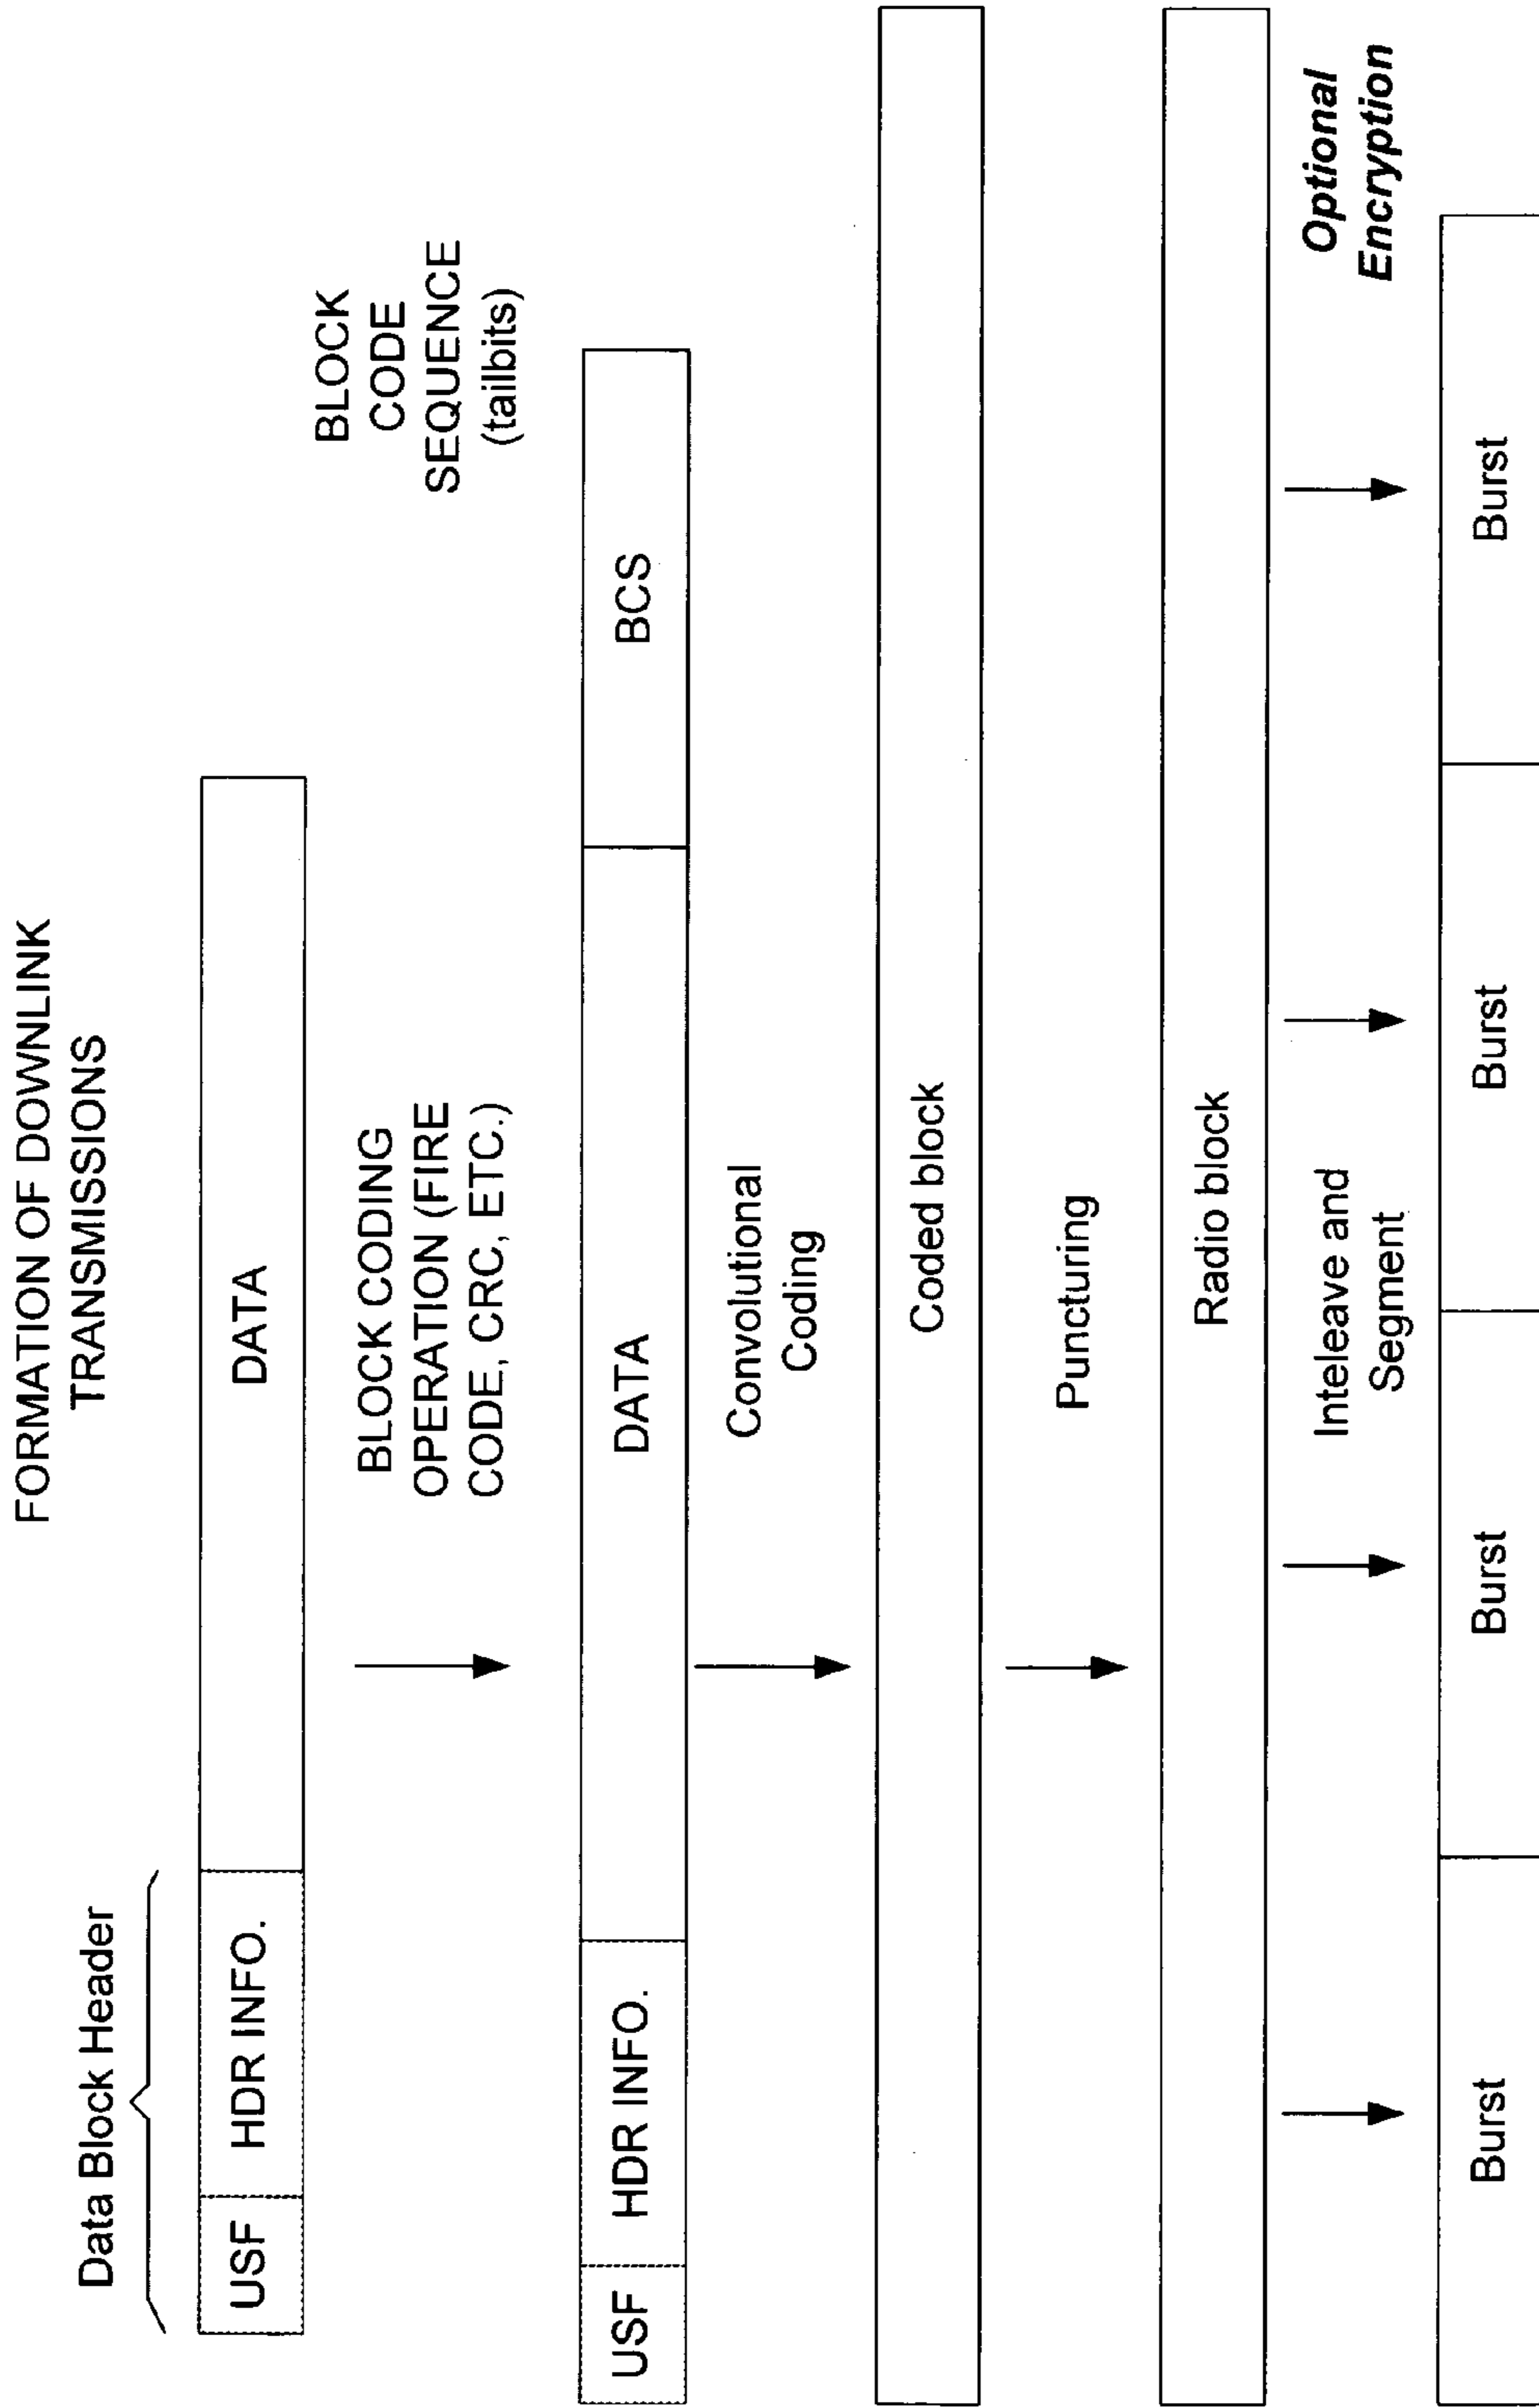 FORMATION OF DOWNLINK
TRANSMISSIONS
Data Block Header
USF HDR INFO. DATA
BLOCK CODING
OPERATION (FIRE
CODE, CRC, ETC.)
BLOCK
CODE
SEQUENCE
(tailbits)
USF HDR INFO. DATA BCS
Convolutional
Coding
Coded block
Puncturing
Radio block
Inteleave and
Segment
Optional
Encryption
Burst Burst Burst Burst